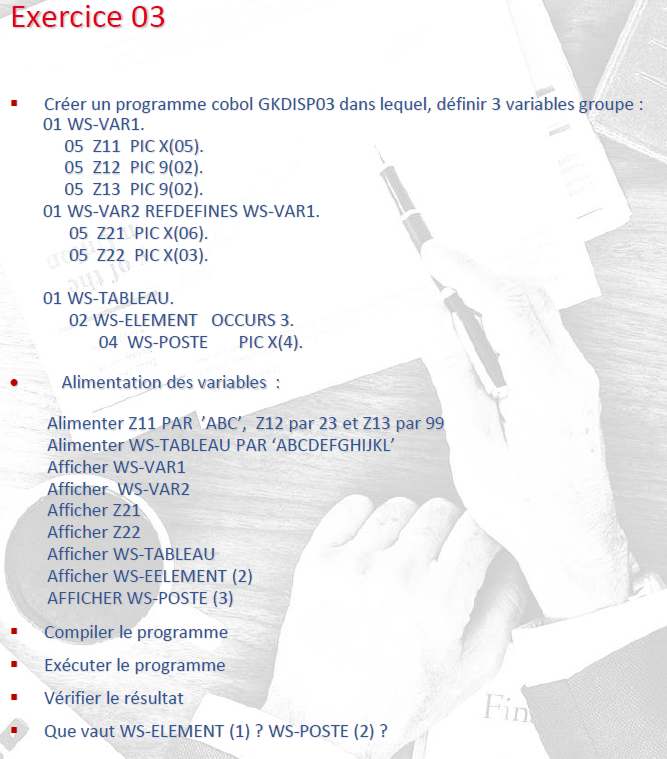 Exercice 03
▪ Créer un programme cobol GKDISP03 dans lequel, définir 3 variables groupe :
01 WS-VAR1.
05 Z11 PIC X(05).
05 Z12 PIC 9(02).
05 Z13 PIC 9(02).
01 WS-VAR2 REFDEFINES WS-VAR1.
05 Z21 PIC X(06).
05 Z22 PIC X(03).
01 WS-TABLEAU.
02 WS-ELEMENT OCCURS 3.
04 WS-POSTE PIC X(4).
• Alimentation des variables :
Alimenter Z11 PAR ’ABC’, Z12 par 23 et Z13 par 99
Alimenter WS-TABLEAU PAR ‘ABCDEFGHIJKL’
Afficher WS-VAR1
Afficher WS-VAR2
Afficher Z21
Afficher Z22
Afficher WS-TABLEAU
Afficher WS-EELEMENT (2)
AFFICHER WS-POSTE (3)
▪ Compiler le programme
▪ Exécuter le programme
▪ Vérifier le résultat
▪ Que vaut WS-ELEMENT (1) ? WS-POSTE (2) ?
of the
Fin